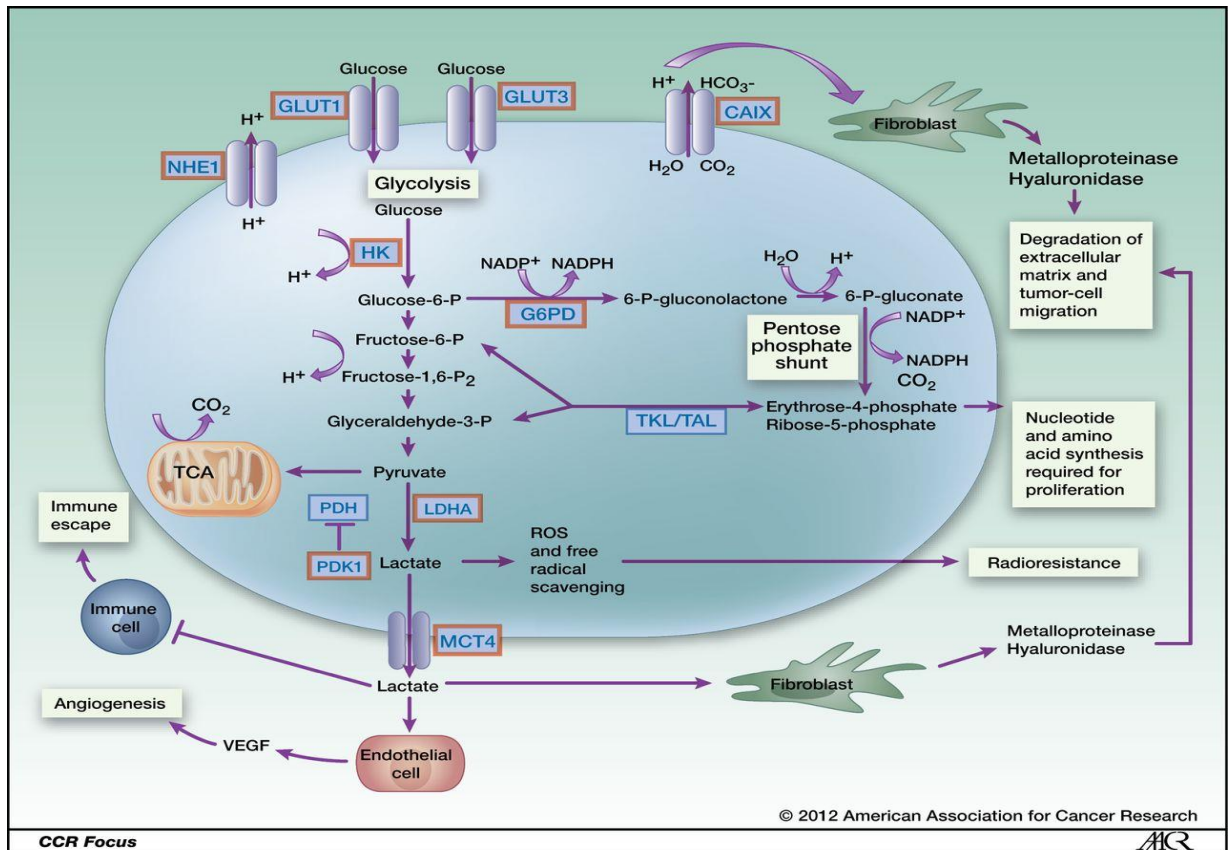 Glucose
Glucose
GLUT1
GLUT3
H+
HCO3-
CAIX
H2O
CO2
Fibroblast
Metalloproteinase
Hyaluronidase
Degradation of
extracellular
matrix and
tumor-cell
migration
H+
NHE1
H+
Glycolysis
Glucose
HK
H+
Glucose-6-P
NADP+
NADPH
G6PD
6-P-gluconolactone
H2O
H+
6-P-gluconate
Pentose
phosphate
shunt
NADP+
NADPH
CO2
Fructose-6-P
H+
Fructose-1,6-P2
Glyceraldehyde-3-P
TKL/TAL
Erythrose-4-phosphate
Ribose-5-phosphate
Nucleotide
and amino
acid synthesis
required for
proliferation
CO2
TCA
Pyruvate
PDH
LDHA
PDK1
Lactate
ROS
and free
radical
scavenging
Radioresistance
Immune
escape
Immune
cell
MCT4
Lactate
Fibroblast
Metalloproteinase
Hyaluronidase
Angiogenesis
VEGF
Endothelial
cell
© 2012 American Association for Cancer Research
CCR Focus
AACR